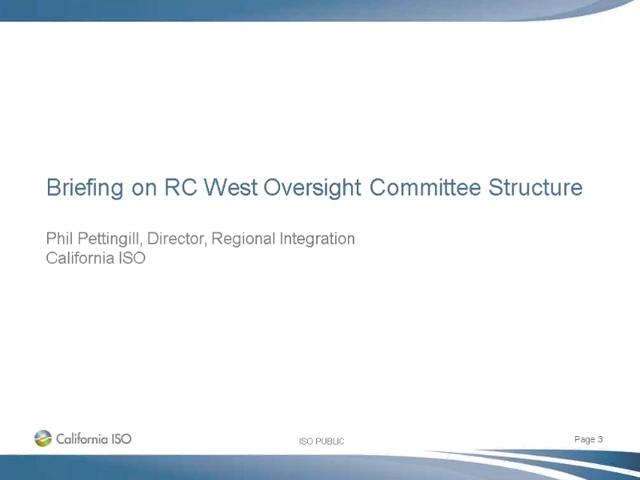 Briefing on RC West Oversight Committee Structure
Phil Pettingill, Director, Regional Integration
California ISO
California ISO
ISO PUBLIC
Page 3